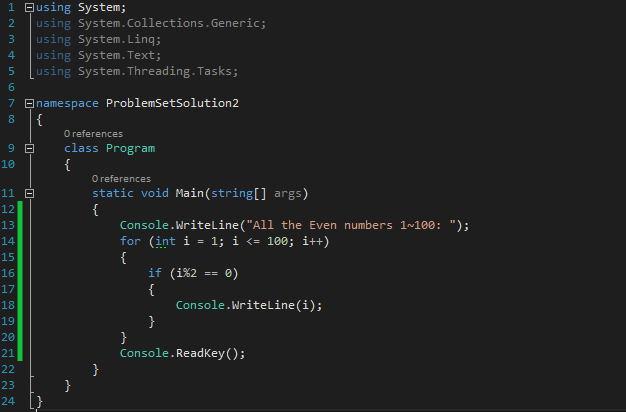 1 using System;
2 using System.Collections.Generic;
3 using System.Linq;
4 using System.Text;
5 using System.Threading.Tasks;
6
7 namespace ProblemSetSolution2
8 {
0 references
9 class Program
10 {
0 references
11 static void Main(string[] args)
12 {
13 Console.WriteLine("All the Even numbers 1~100: ");
14 for (int i = 1; i <= 100; i++)
15 {
16 if (i%2 == 0)
17 {
18 Console.WriteLine(i);
19 }
20 }
21 Console.ReadKey();
22 }
23 }
24 }